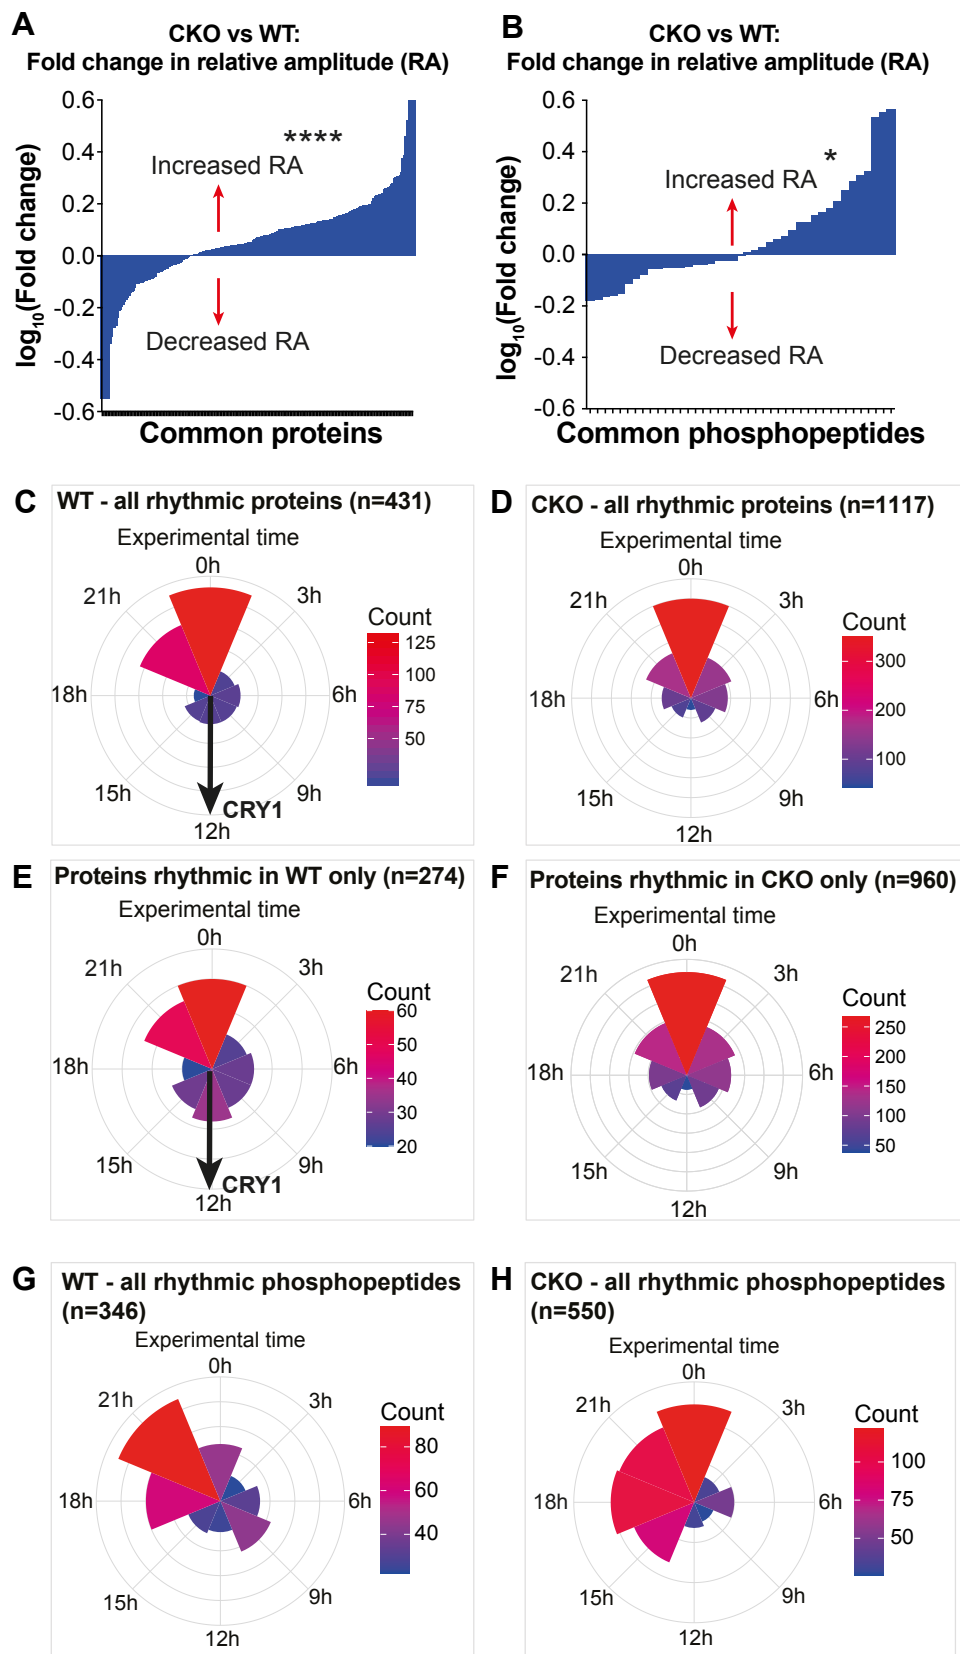 A
CKO vs WT:
Fold change in relative amplitude (RA)
log10(Fold change)
0.6
0.4
0.2
0.0
-0.2
-0.4
-0.6
****
Increased RA
Decreased RA
Common proteins
B
CKO vs WT:
Fold change in relative amplitude (RA)
log10(Fold change)
0.6
0.4
0.2
0.0
-0.2
-0.4
-0.6
*
Increased RA
Decreased RA
Common phosphopeptides
C
WT - all rhythmic proteins (n=431)
Experimental time
0h
3h
6h
9h
12h
15h
18h
21h
CRY1
Count
125
100
75
50
D
CKO - all rhythmic proteins (n=1117)
Experimental time
0h
3h
6h
9h
12h
15h
18h
21h
Count
300
200
100
E
Proteins rhythmic in WT only (n=274)
Experimental time
0h
3h
6h
9h
12h
15h
18h
21h
CRY1
Count
60
50
40
30
20
F
Proteins rhythmic in CKO only (n=960)
Experimental time
0h
3h
6h
9h
12h
15h
18h
21h
Count
250
200
150
100
50
G
WT - all rhythmic phosphopeptides
(n=346)
Experimental time
0h
3h
6h
9h
12h
15h
18h
21h
Count
80
60
40
H
CKO - all rhythmic phosphopeptides
(n=550)
Experimental time
0h
3h
6h
9h
12h
15h
18h
21h
Count
100
75
50